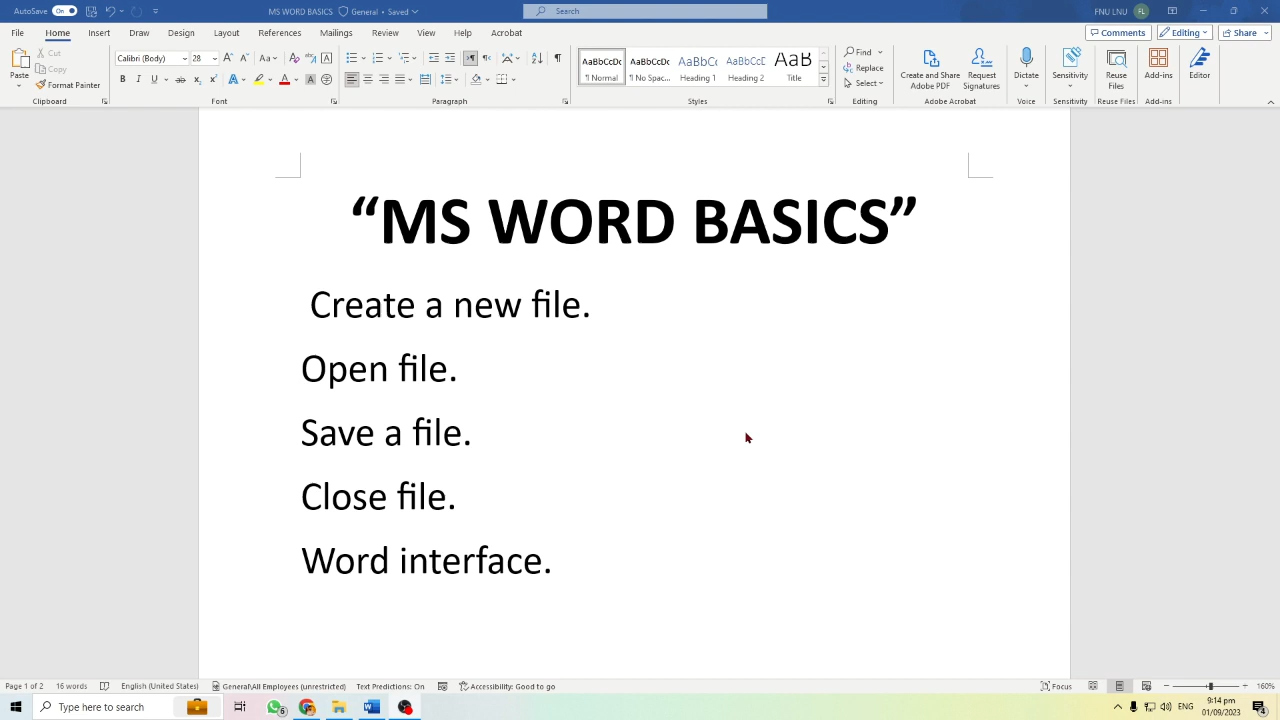 AutoSave On MS WORD BASICS General • Saved Search FNU LNU FL
File Home Insert Draw Design Layout References Mailings Review View Help Acrobat Comments Editing Share
Paste Cut Copy Format Painter Clipboard
Calibri (Body) 28 Font
Paragraph
AaBbCcDc AaBbCcDc AaBbCc AaBbCcD AaB
¶ Normal ¶ No Spac... Heading 1 Heading 2 Title
Styles
Find Replace Select Editing
Create and Share Adobe PDF Request Signatures Adobe Acrobat
Dictate Voice
Sensitivity Sensitivity
Reuse Files Reuse Files
Add-ins Add-ins
Editor
“MS WORD BASICS”
Create a new file.
Open file.
Save a file.
Close file.
Word interface.
Page 1 of 2 16 words English (United States) General\All Employees (unrestricted) Text Predictions: On Accessibility: Good to go Focus 160%
Type here to search 6 ENG 9:14 pm 01/09/2023 4